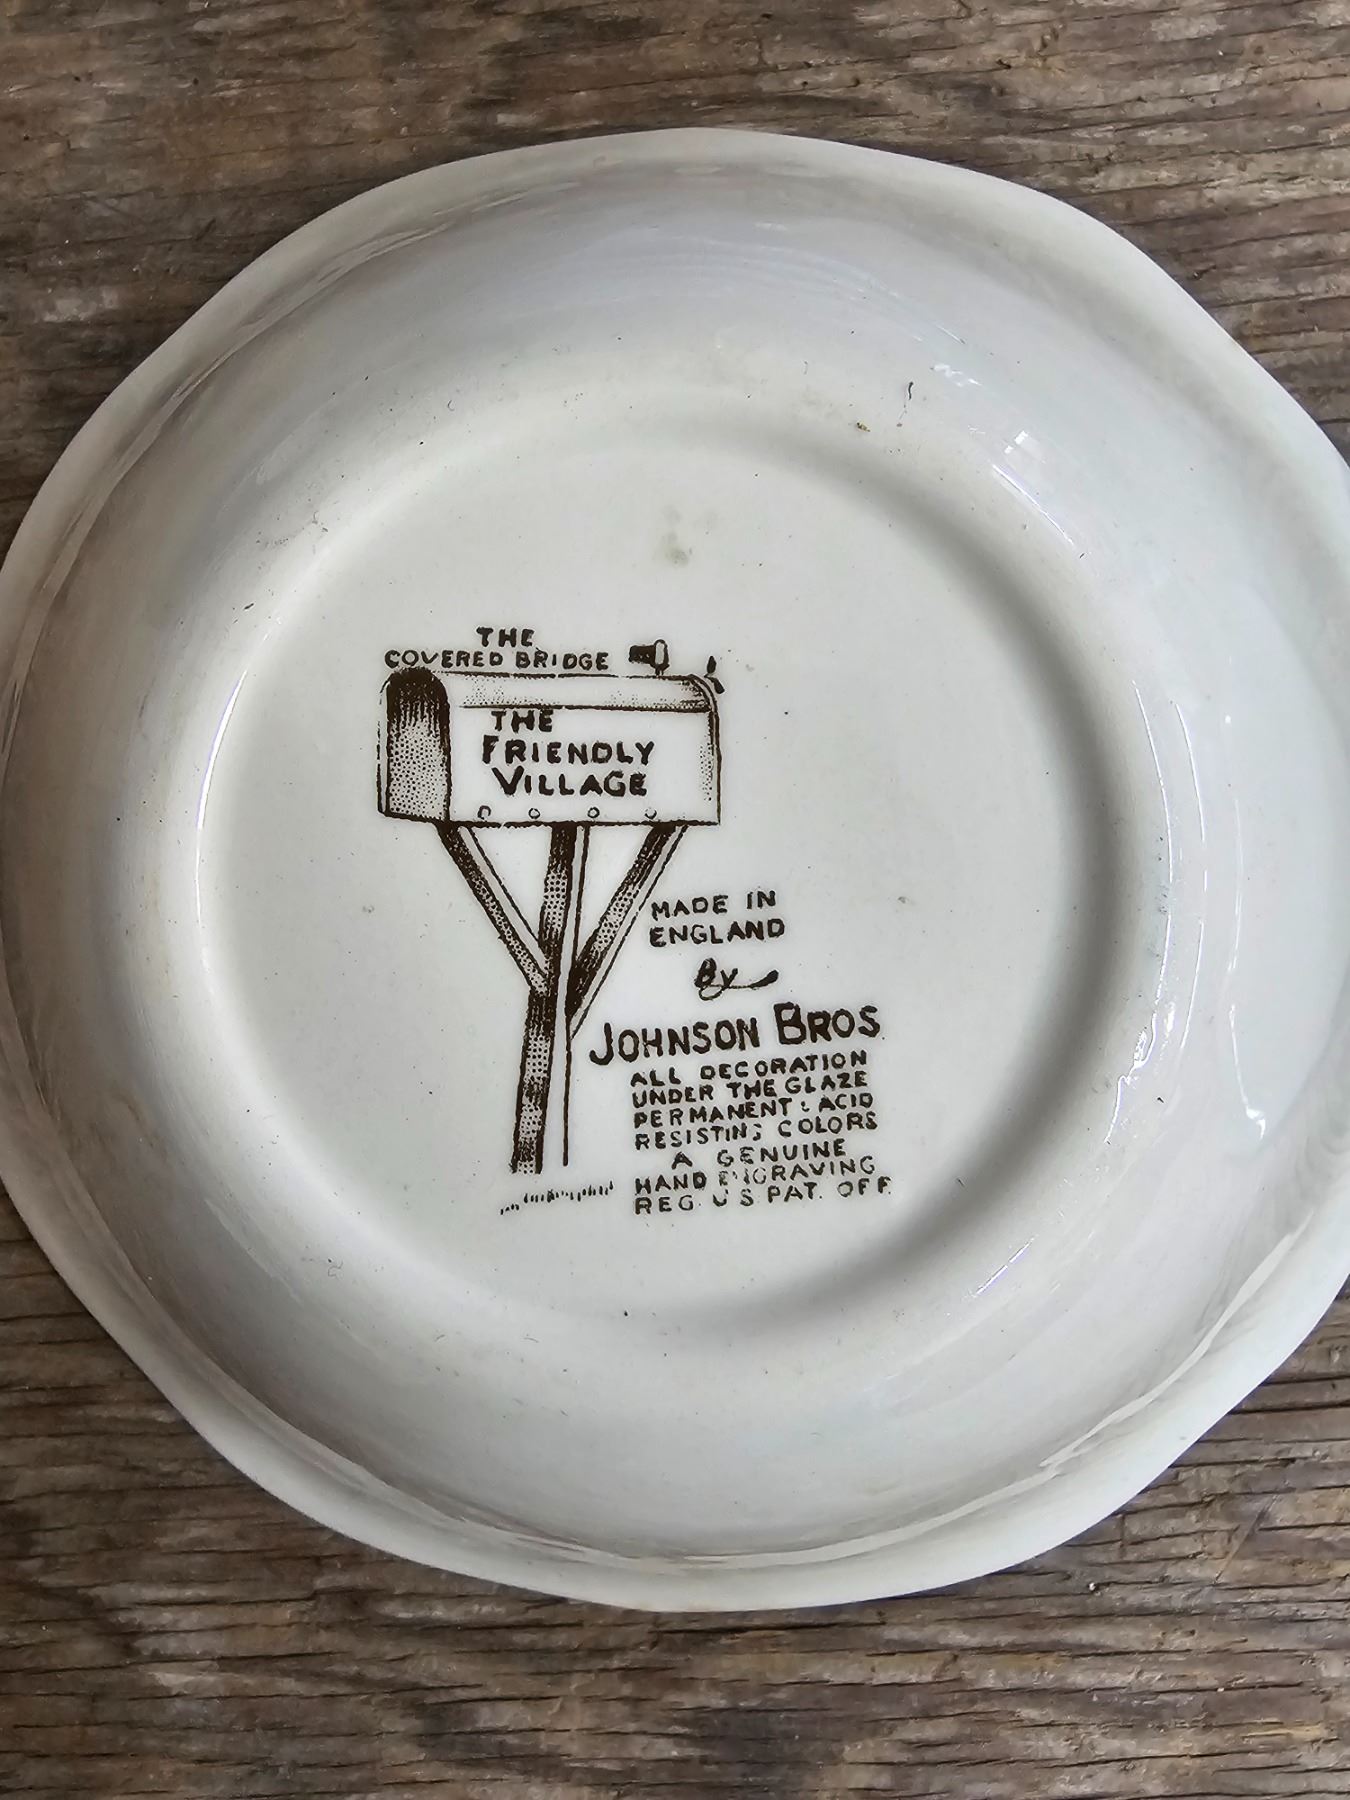 THE
COVERED BRIDGE
THE
FRIENDLY
VILLAGE
MADE IN
ENGLAND
By
JOHNSON BROS
ALL DECORATION
UNDER THE GLAZE
PERMANENT & ACID
RESISTING COLORS
A GENUINE
HAND ENGRAVING
REG. U S PAT. OFF.